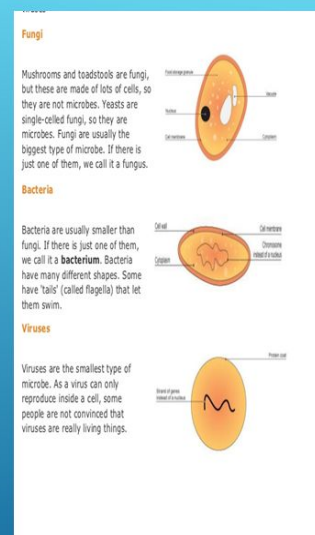 Fungi
Mushrooms and toadstools are fungi,
but these are made of lots of cells, so
they are not microbes. Yeasts are
single-celled fungi, so they are
microbes. Fungi are usually the
biggest type of microbe. If there is
just one of them, we call it a fungus.
Food storage granule
Vacuole
Nucleus
Cell membrane
Cytoplasm
Bacteria
Bacteria are usually smaller than
fungi. If there is just one of them,
we call it a bacterium. Bacteria
have many different shapes. Some
have 'tails' (called flagella) that let
them swim.
Cell wall
Cell membrane
Chromosome
instead of a nucleus
Cytoplasm
Viruses
Viruses are the smallest type of
microbe. As a virus can only
reproduce inside a cell, some
people are not convinced that
viruses are really living things.
Protein coat
Strand of genes
instead of a nucleus